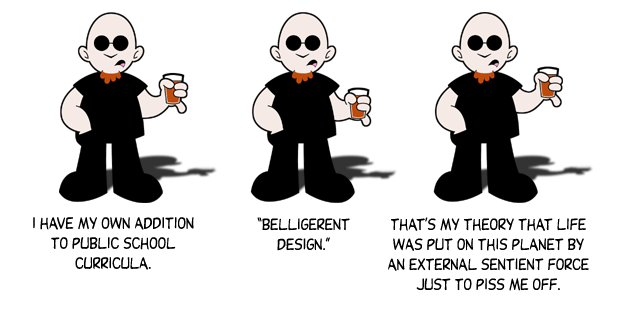 I HAVE MY OWN ADDITION
TO PUBLIC SCHOOL
CURRICULA.
"BELLIGERENT
DESIGN."
THAT'S MY THEORY THAT LIFE
WAS PUT ON THIS PLANET BY
AN EXTERNAL SENTIENT FORCE
JUST TO PISS ME OFF.